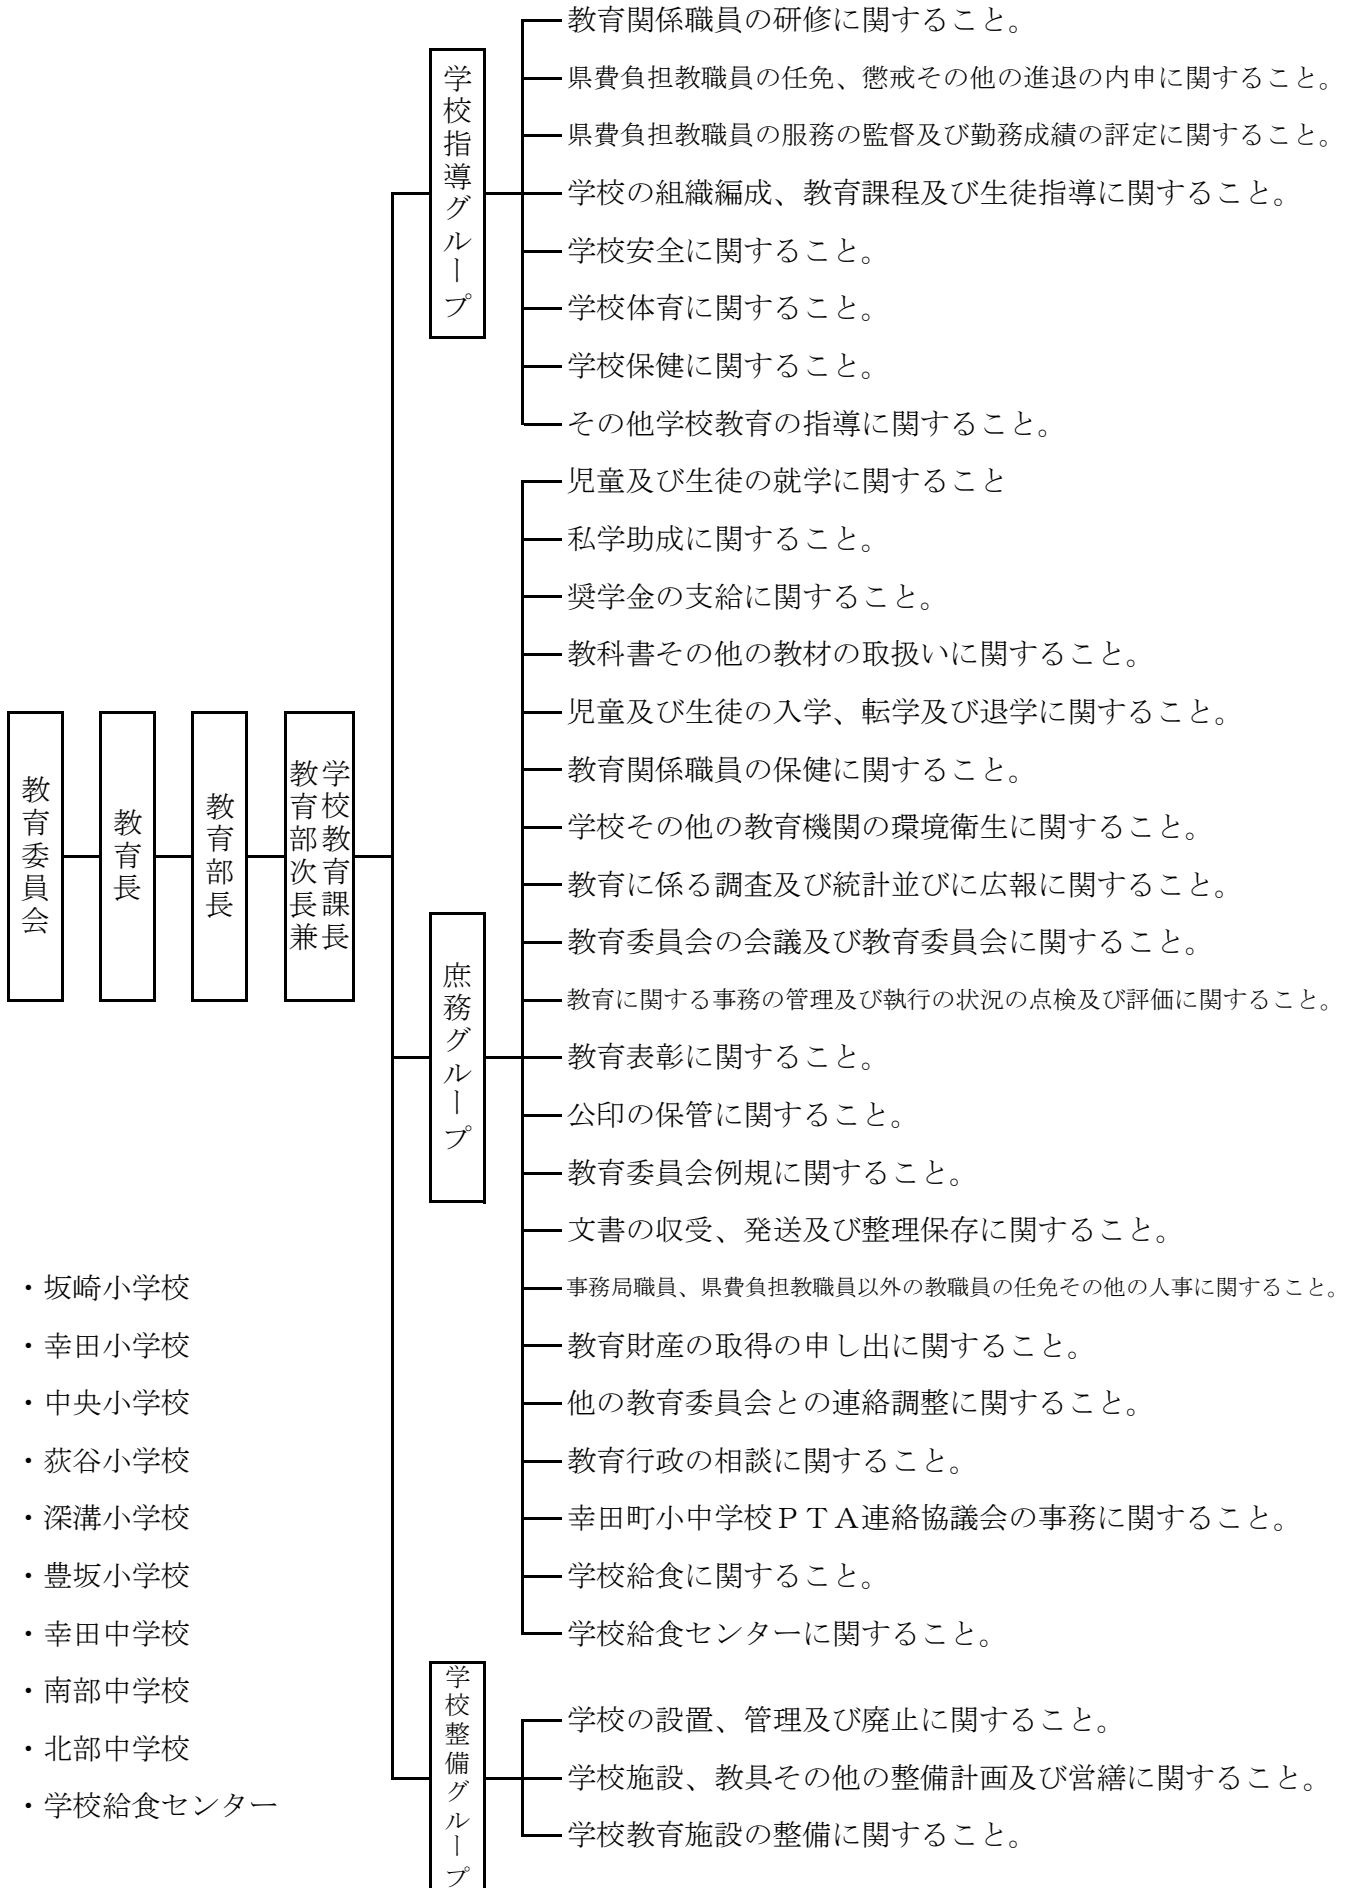 教育委員会
教育長
教育部長
教育部次長兼
学校教育課長
学校指導グループ
教育関係職員の研修に関すること。
県費負担教職員の任免、懲戒その他の進退の内申に関すること。
県費負担教職員の服務の監督及び勤務成績の評定に関すること。
学校の組織編成、教育課程及び生徒指導に関すること。
学校安全に関すること。
学校体育に関すること。
学校保健に関すること。
その他学校教育の指導に関すること。
庶務グループ
児童及び生徒の就学に関すること
私学助成に関すること。
奨学金の支給に関すること。
教科書その他の教材の取扱いに関すること。
児童及び生徒の入学、転学及び退学に関すること。
教育関係職員の保健に関すること。
学校その他の教育機関の環境衛生に関すること。
教育に係る調査及び統計並びに広報に関すること。
教育委員会の会議及び教育委員会に関すること。
教育に関する事務の管理及び執行の状況の点検及び評価に関すること。
教育表彰に関すること。
公印の保管に関すること。
教育委員会例規に関すること。
文書の収受、発送及び整理保存に関すること。
事務局職員、県費負担教職員以外の教職員の任免その他の人事に関すること。
教育財産の取得の申し出に関すること。
他の教育委員会との連絡調整に関すること。
教育行政の相談に関すること。
幸田町小中学校ＰＴＡ連絡協議会の事務に関すること。
学校給食に関すること。
学校給食センターに関すること。
学校整備グループ
学校の設置、管理及び廃止に関すること。
学校施設、教具その他の整備計画及び営繕に関すること。
学校教育施設の整備に関すること。
・坂崎小学校
・幸田小学校
・中央小学校
・荻谷小学校
・深溝小学校
・豊坂小学校
・幸田中学校
・南部中学校
・北部中学校
・学校給食センター